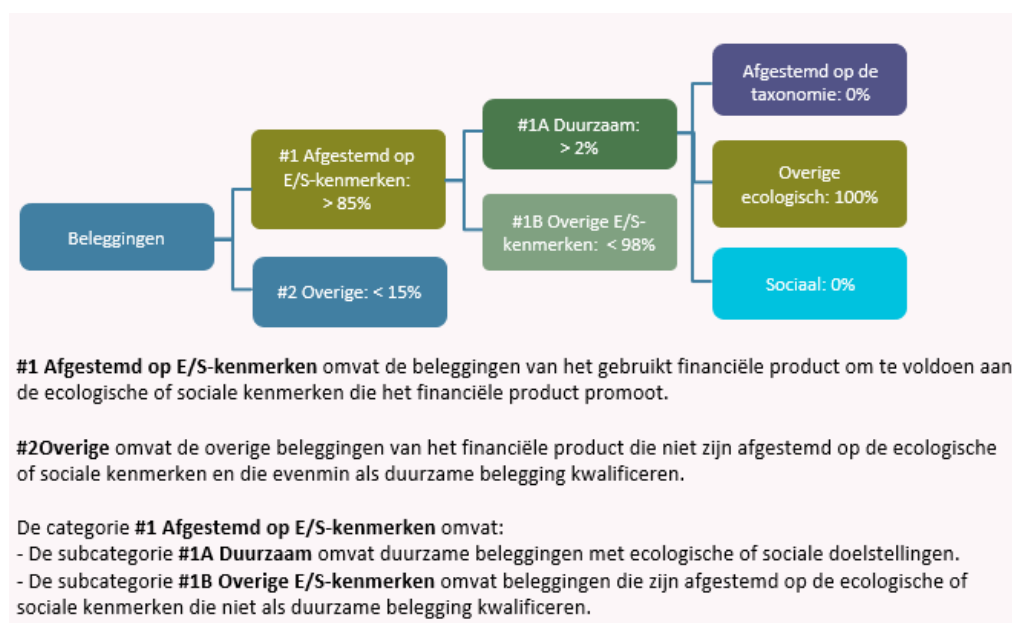 Beleggingen
#1 Afgestemd op
E/S-kenmerken:
> 85%
#2 Overige: < 15%
#1A Duurzaam:
> 2%
#1B Overige E/S-
kenmerken: < 98%
Afgestemd op de
taxonomie: 0%
Overige
ecologisch: 100%
Sociaal: 0%
#1 Afgestemd op E/S-kenmerken omvat de beleggingen van het gebruikt financiële product om te voldoen aan
de ecologische of sociale kenmerken die het financiële product promoot.
#2Overige omvat de overige beleggingen van het financiële product die niet zijn afgestemd op de ecologische
of sociale kenmerken en die evenmin als duurzame belegging kwalificeren.
De categorie #1 Afgestemd op E/S-kenmerken omvat:
- De subcategorie #1A Duurzaam omvat duurzame beleggingen met ecologische of sociale doelstellingen.
- De subcategorie #1B Overige E/S-kenmerken omvat beleggingen die zijn afgestemd op de ecologische of
sociale kenmerken die niet als duurzame belegging kwalificeren.